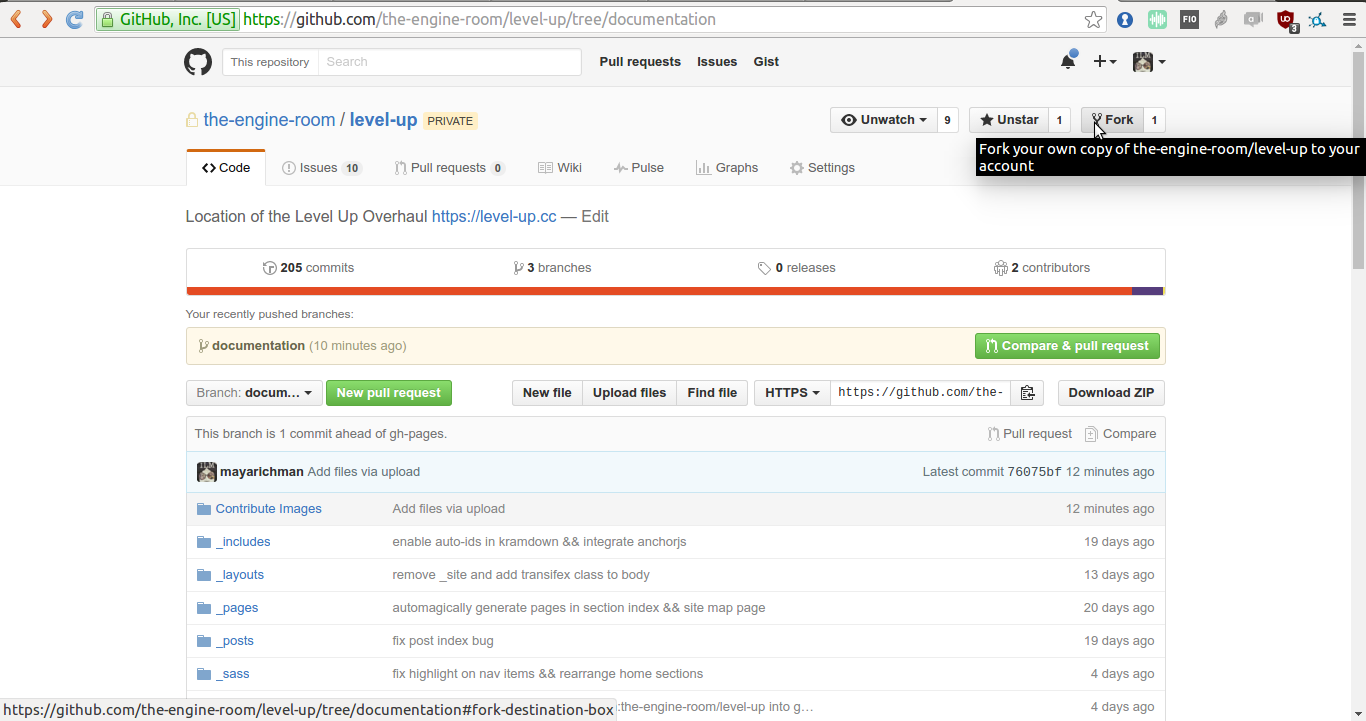 GitHub, Inc. [US] https://github.com/the-engine-room/level-up/tree/documentation
FIO
3
This repository Search Pull requests Issues Gist
the-engine-room / level-up PRIVATE
Unwatch 9 Unstar 1 Fork 1
Fork your own copy of the-engine-room/level-up to your
account
Code Issues 10 Pull requests 0 Wiki Pulse Graphs Settings
Location of the Level Up Overhaul https://level-up.cc — Edit
205 commits 3 branches 0 releases 2 contributors
Your recently pushed branches:
documentation (10 minutes ago) Compare & pull request
Branch: docum... New pull request New file Upload files Find file HTTPS https://github.com/the- Download ZIP
This branch is 1 commit ahead of gh-pages. Pull request Compare
mayarichman Add files via upload Latest commit 76075bf 12 minutes ago
Contribute Images Add files via upload 12 minutes ago
_includes enable auto-ids in kramdown && integrate anchorjs 19 days ago
_layouts remove _site and add transifex class to body 13 days ago
_pages automagically generate pages in section index && site map page 20 days ago
_posts fix post index bug 19 days ago
_sass fix highlight on nav items && rearrange home sections 4 days ago
https://github.com/the-engine-room/level-up/tree/documentation#fork-destination-box :the-engine-room/level-up into g… 4 days ago